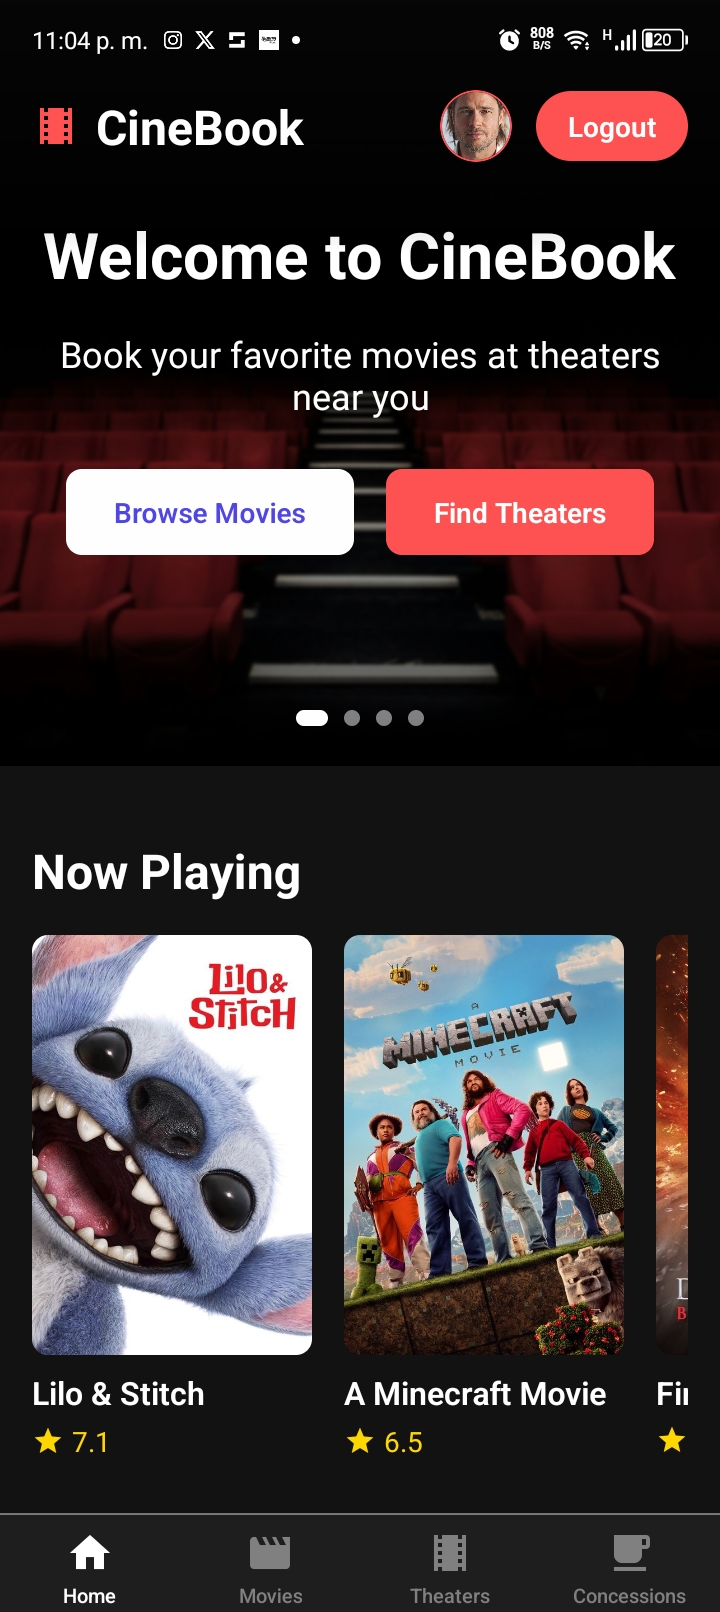 11:04 p. m.
808
B/S
H
20
CineBook
Logout
Welcome to CineBook
Book your favorite movies at theaters
near you
Browse Movies
Find Theaters
Now Playing
Lilo &
Stitch
A
MINECRAFT
MOVIE
D
B
Lilo & Stitch
A Minecraft Movie
Fin
7.1
6.5
Home
Movies
Theaters
Concessions